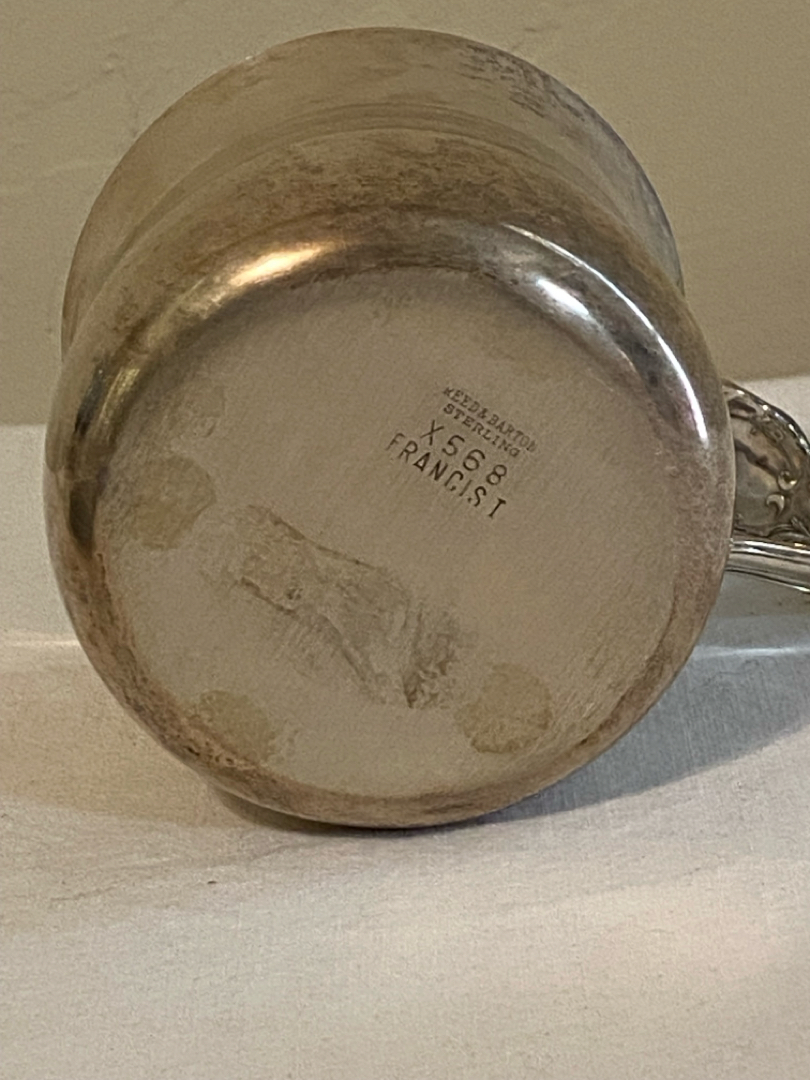 REED & BARTON
STERLING
X568
FRANCIS I